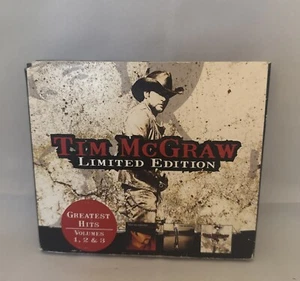 TIM MCGRAW
LIMITED EDITION
GREATEST
HITS
VOLUMES
1, 2 & 3